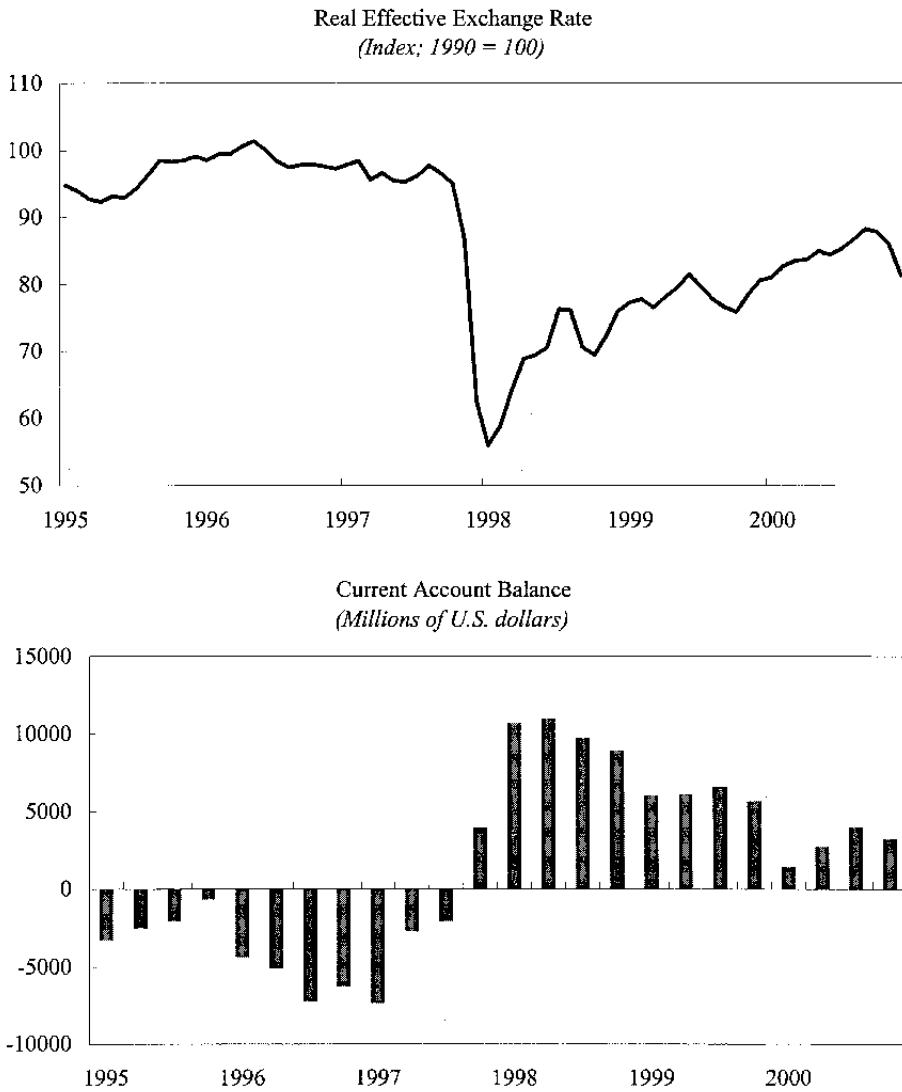 Real Effective Exchange Rate
(Index; 1990 = 100)
110
100
90
80
70
60
50
1995 1996 1997 1998 1999 2000
Current Account Balance
(Millions of U.S. dollars)
15000
10000
5000
0
-5000
-10000
1995 1996 1997 1998 1999 2000